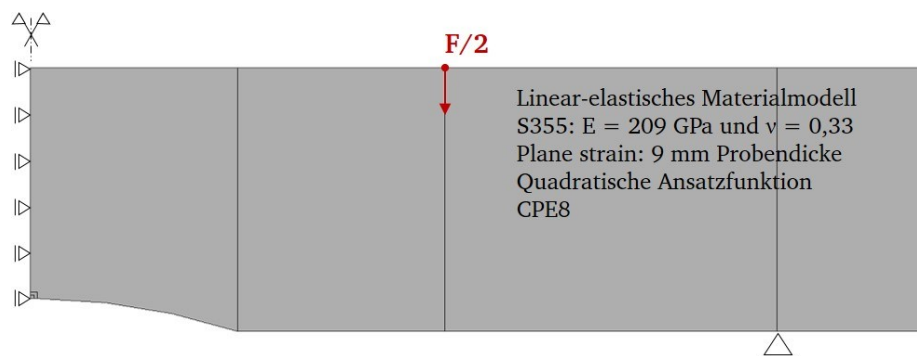 F/2
Linear-elastisches Materialmodell
S355: E = 209 GPa und ν = 0,33
Plane strain: 9 mm Probendicke
Quadratische Ansatzfunktion
CPE8